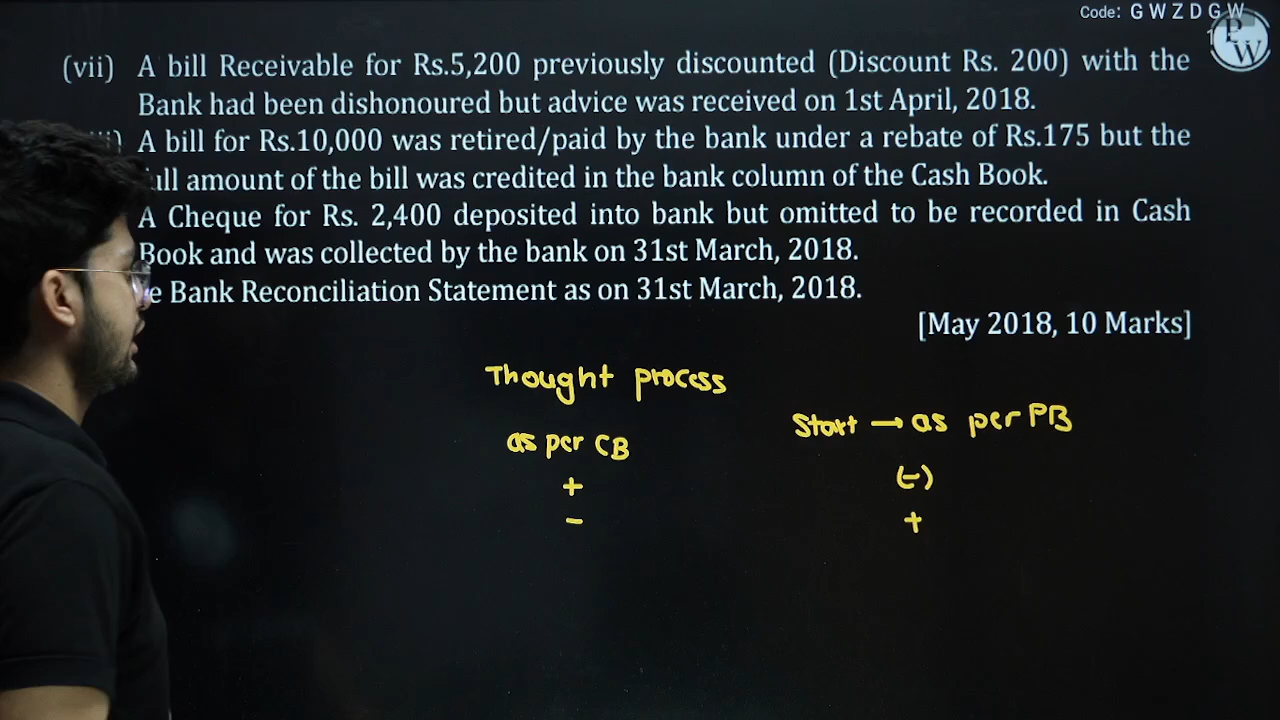 Code: G W Z D G W
PW
(vii) A bill Receivable for Rs.5,200 previously discounted (Discount Rs. 200) with the
Bank had been dishonoured but advice was received on 1st April, 2018.
A bill for Rs.10,000 was retired/paid by the bank under a rebate of Rs.175 but the
amount of the bill was credited in the bank column of the Cash Book.
A Cheque for Rs. 2,400 deposited into bank but omitted to be recorded in Cash
Book and was collected by the bank on 31st March, 2018.
Bank Reconciliation Statement as on 31st March, 2018.
[May 2018, 10 Marks]
Thought process
Start → as per PB
as per CB
+ (-)
- +